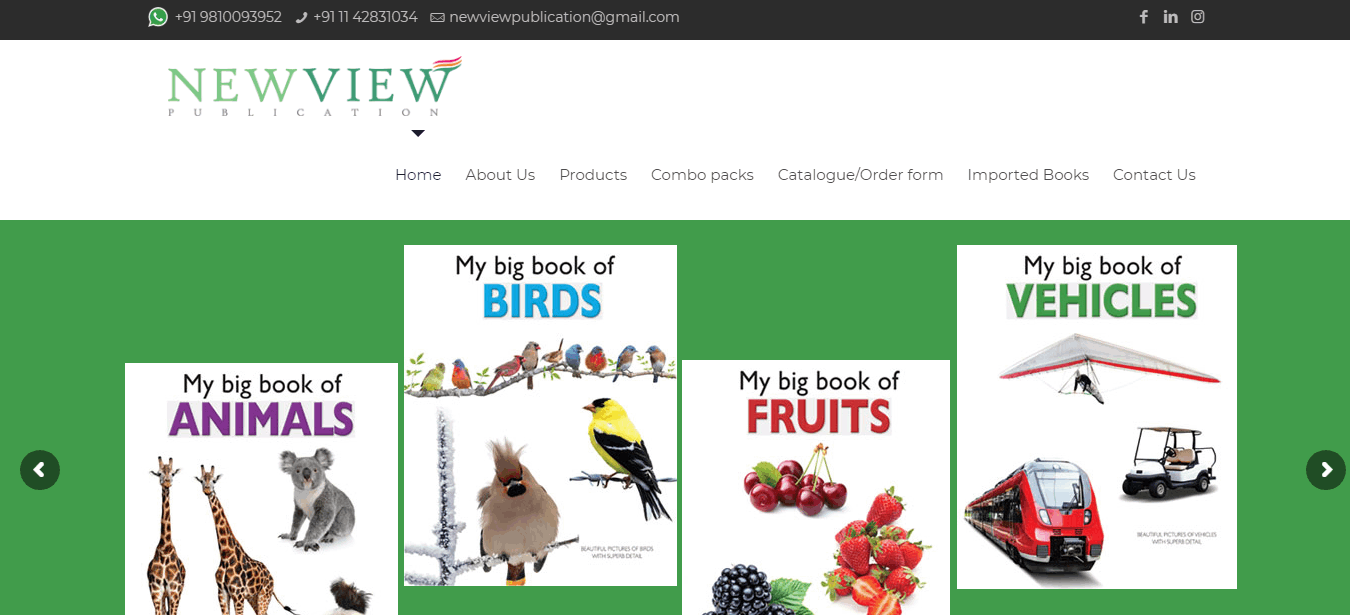 +91 9810093952 +91 11 42831034 newviewpublication@gmail.com
NEWVIEW
PUBLICATION
Home About Us Products Combo packs Catalogue/Order form Imported Books Contact Us
My big book of
ANIMALS
My big book of
BIRDS
BEAUTIFUL PICTURES OF BIRDS
WITH SUPERB DETAIL
My big book of
FRUITS
My big book of
VEHICLES
BEAUTIFUL PICTURES OF VEHICLES
WITH SUPERB DETAIL